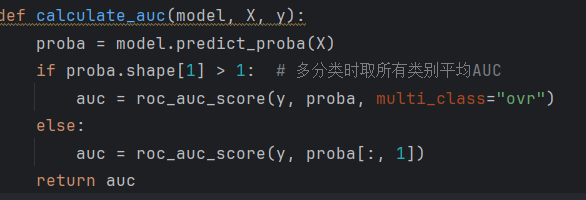 def calculate_auc(model, X, y):
    proba = model.predict_proba(X)
    if proba.shape[1] > 1:  # 多分类时取所有类别平均AUC
        auc = roc_auc_score(y, proba, multi_class="ovr")
    else:
        auc = roc_auc_score(y, proba[:, 1])
    return auc